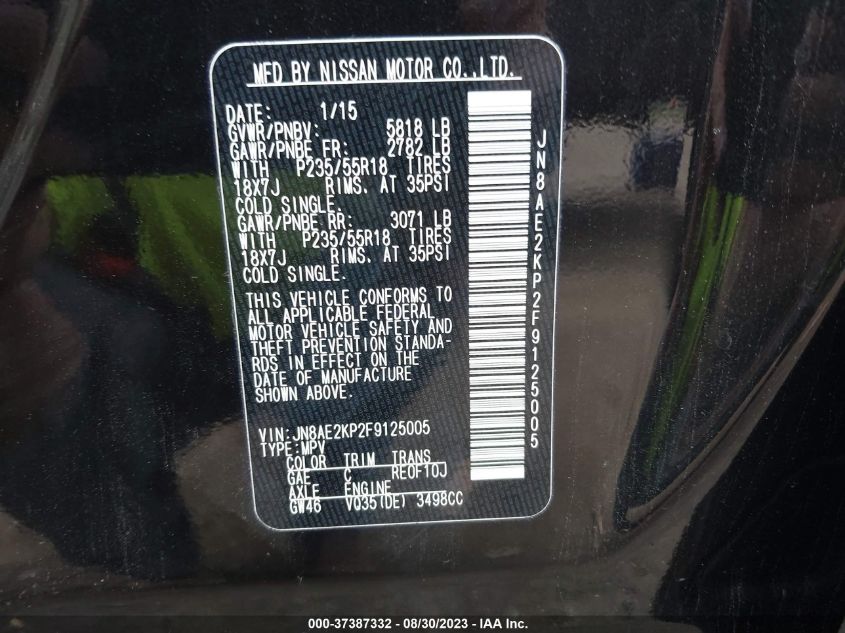 MFD BY NISSAN MOTOR CO.,LTD.
DATE: 1/15
GVWR/PNBV: 5818 LB
GAWR/PNBE FR: 2782 LB
WITH P235/55R18 TIRES
18X7J RIMS. AT 35PSI
COLD SINGLE.
GAWR/PNBE RR: 3071 LB
WITH P235/55R18 TIRES
18X7J RIMS. AT 35PSI
COLD SINGLE.
THIS VEHICLE CONFORMS TO
ALL APPLICABLE FEDERAL
MOTOR VEHICLE SAFETY AND
THEFT PREVENTION STANDA-
RDS IN EFFECT ON THE
DATE OF MANUFACTURE
SHOWN ABOVE.
VIN:JN8AE2KP2F9125005
TYPE:MPV
COLOR TRIM TRANS
GAE C RE0F10J
AXLE ENGINE
GW46 VQ35(DE) 3498CC
JN8AE2KP2F9125005
000-37387332 - 08/30/2023 - IAA Inc.